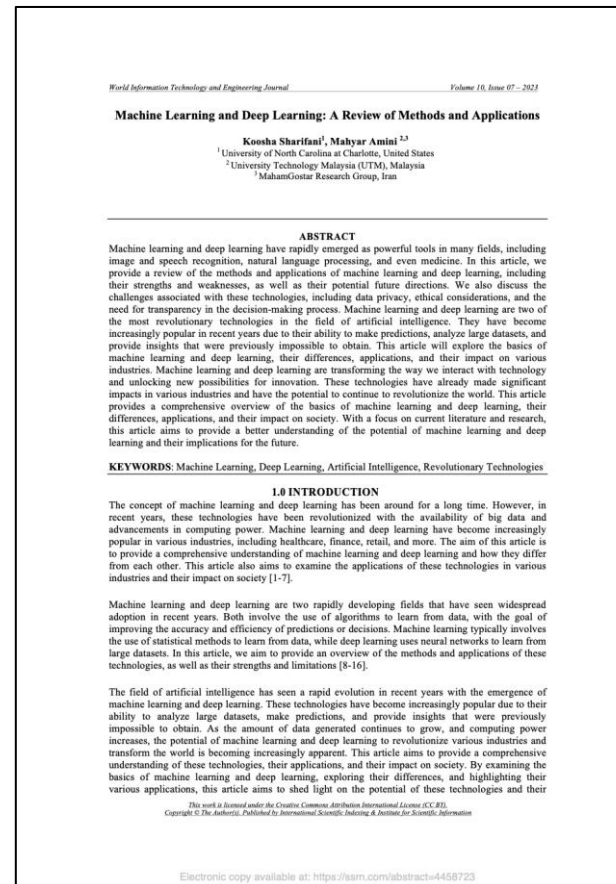 World Information Technology and Engineering Journal Volume 10, Issue 07 – 2023
Machine Learning and Deep Learning: A Review of Methods and Applications
Koosha Sharifani¹, Mahyar Amini ²,³
¹ University of North Carolina at Charlotte, United States
² University Technology Malaysia (UTM), Malaysia
³ MahamGostar Research Group, Iran
ABSTRACT
Machine learning and deep learning have rapidly emerged as powerful tools in many fields, including
image and speech recognition, natural language processing, and even medicine. In this article, we
provide a review of the methods and applications of machine learning and deep learning, including
their strengths and weaknesses, as well as their potential future directions. We also discuss the
challenges associated with these technologies, including data privacy, ethical considerations, and the
need for transparency in the decision-making process. Machine learning and deep learning are two of
the most revolutionary technologies in the field of artificial intelligence. They have become
increasingly popular in recent years due to their ability to make predictions, analyze large datasets, and
provide insights that were previously impossible to obtain. This article will explore the basics of
machine learning and deep learning, their differences, applications, and their impact on various
industries. Machine learning and deep learning are transforming the way we interact with technology
and unlocking new possibilities for innovation. These technologies have already made significant
impacts in various industries and have the potential to continue to revolutionize the world. This article
provides a comprehensive overview of the basics of machine learning and deep learning, their
differences, applications, and their impact on society. With a focus on current literature and research,
this article aims to provide a better understanding of the potential of machine learning and deep
learning and their implications for the future.
KEYWORDS: Machine Learning, Deep Learning, Artificial Intelligence, Revolutionary Technologies
1.0 INTRODUCTION
The concept of machine learning and deep learning has been around for a long time. However, in
recent years, these technologies have been revolutionized with the availability of big data and
advancements in computing power. Machine learning and deep learning have become increasingly
popular in various industries, including healthcare, finance, retail, and more. The aim of this article is
to provide a comprehensive understanding of machine learning and deep learning and how they differ
from each other. This article also aims to examine the applications of these technologies in various
industries and their impact on society [1-7].
Machine learning and deep learning are two rapidly developing fields that have seen widespread
adoption in recent years. Both involve the use of algorithms to learn from data, with the goal of
improving the accuracy and efficiency of predictions or decisions. Machine learning typically involves
the use of statistical methods to learn from data, while deep learning uses neural networks to learn from
large datasets. In this article, we aim to provide an overview of the methods and applications of these
technologies, as well as their strengths and limitations [8-16].
The field of artificial intelligence has seen a rapid evolution in recent years with the emergence of
machine learning and deep learning. These technologies have become increasingly popular due to their
ability to analyze large datasets, make predictions, and provide insights that were previously
impossible to obtain. As the amount of data generated continues to grow, and computing power
increases, the potential of machine learning and deep learning to revolutionize various industries and
transform the world is becoming increasingly apparent. This article aims to provide a comprehensive
understanding of these technologies, their applications, and their impact on society. By examining the
basics of machine learning and deep learning, exploring their differences, and highlighting their
various applications, this article aims to shed light on the potential of these technologies and their
This work is licensed under the Creative Commons Attribution International License (CC BY).
Copyright © The Author(s). Published by International Scientific Indexing & Institute for Scientific Information
Electronic copy available at: https://ssrn.com/abstract=4458723